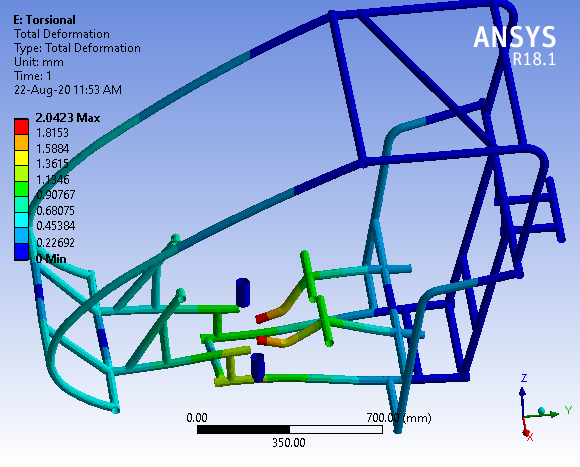 E: Torsional
Total Deformation
Type: Total Deformation
Unit: mm
Time: 1
22-Aug-20 11:53 AM
ANSYS
R18.1
2.0423 Max
1.8153
1.5884
1.3615
1.1346
0.90767
0.68075
0.45384
0.22692
0 Min
0.00
700.00 (mm)
350.00
Z
Y
X